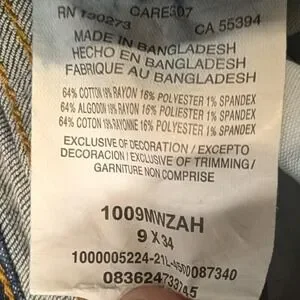 RN 130273 CARE307 CA 55394
MADE IN BANGLADESH
HECHO EN BANGLADESH
FABRIQUE AU BANGLADESH
64% COTTON 19% RAYON 16% POLYESTER 1% SPANDEX
64% ALGODON 19% RAYON 16% POLIESTER 1% SPANDEX
64% COTON 19% RAYONNE 16% POLYESTER 1% SPANDEX
EXCLUSIVE OF DECORATION / EXCEPTO
DECORACION / EXCLUSIVE OF TRIMMING/
GARNITURE NON COMPRISE
1009MWZAH
9 X 34
1000005224-21L-4500087340